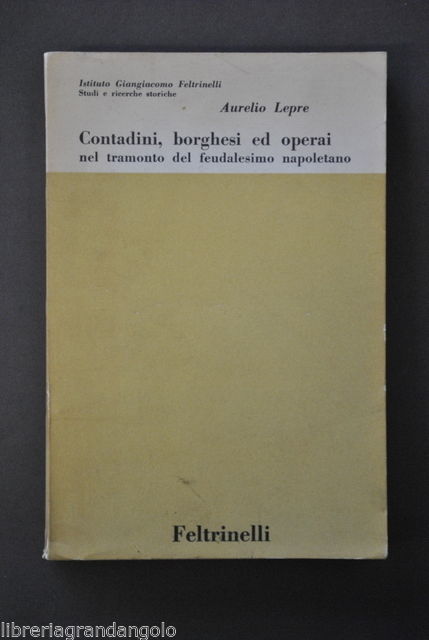 Istituto Giangiacomo Feltrinelli
Studi e ricerche storiche
Aurelio Lepre
Contadini, borghesi ed operai
nel tramonto del feudalesimo napoletano
Feltrinelli
libreriagrandangolo